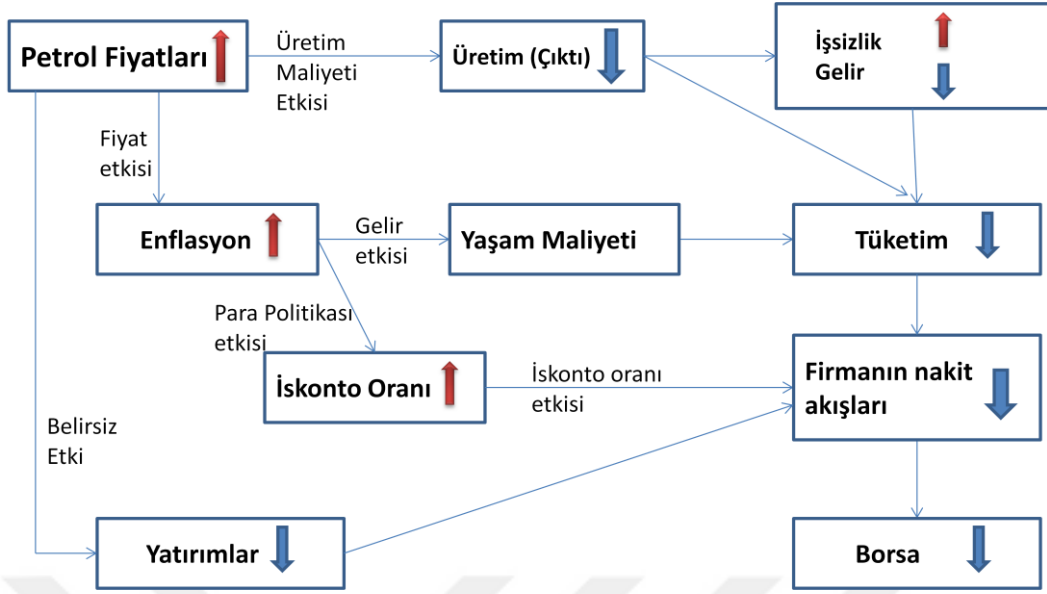 Petrol Fiyatları
Üretim
Maliyeti
Etkisi
Üretim (Çıktı)
İşsizlik
Gelir
Fiyat
etkisi
Enflasyon
Gelir
etkisi
Yaşam Maliyeti
Tüketim
Para Politikası
etkisi
İskonto Oranı
İskonto oranı
etkisi
Firmanın nakit
akışları
Belirsiz
Etki
Yatırımlar
Borsa